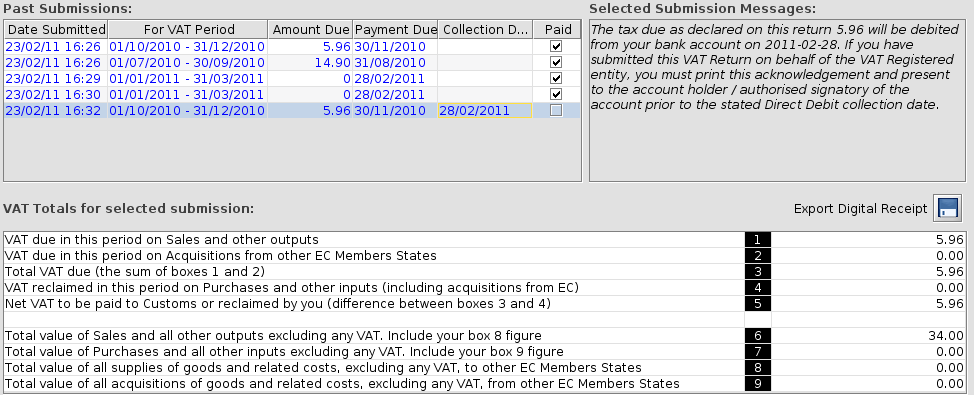 Past Submissions:
Date Submitted For VAT Period Amount Due Payment Due Collection D... Paid
23/02/11 16:26 01/10/2010 - 31/12/2010 5.96 30/11/2010
23/02/11 16:26 01/07/2010 - 30/09/2010 14.90 31/08/2010
23/02/11 16:29 01/01/2011 - 31/03/2011 0 28/02/2011
23/02/11 16:30 01/01/2011 - 31/03/2011 0 28/02/2011
23/02/11 16:32 01/10/2010 - 31/12/2010 5.96 30/11/2010 28/02/2011
Selected Submission Messages:
The tax due as declared on this return 5.96 will be debited
from your bank account on 2011-02-28. If you have
submitted this VAT Return on behalf of the VAT Registered
entity, you must print this acknowledgement and present
to the account holder / authorised signatory of the
account prior to the stated Direct Debit collection date.
VAT Totals for selected submission:
Export Digital Receipt
VAT due in this period on Sales and other outputs 1 5.96
VAT due in this period on Acquisitions from other EC Members States 2 0.00
Total VAT due (the sum of boxes 1 and 2) 3 5.96
VAT reclaimed in this period on Purchases and other inputs (including acquisitions from EC) 4 0.00
Net VAT to be paid to Customs or reclaimed by you (difference between boxes 3 and 4) 5 5.96
Total value of Sales and all other outputs excluding any VAT. Include your box 8 figure 6 34.00
Total value of Purchases and all other inputs excluding any VAT. Include your box 9 figure 7 0.00
Total value of all supplies of goods and related costs, excluding any VAT, to other EC Members States 8 0.00
Total value of all acquisitions of goods and related costs, excluding any VAT, from other EC Members States 9 0.00